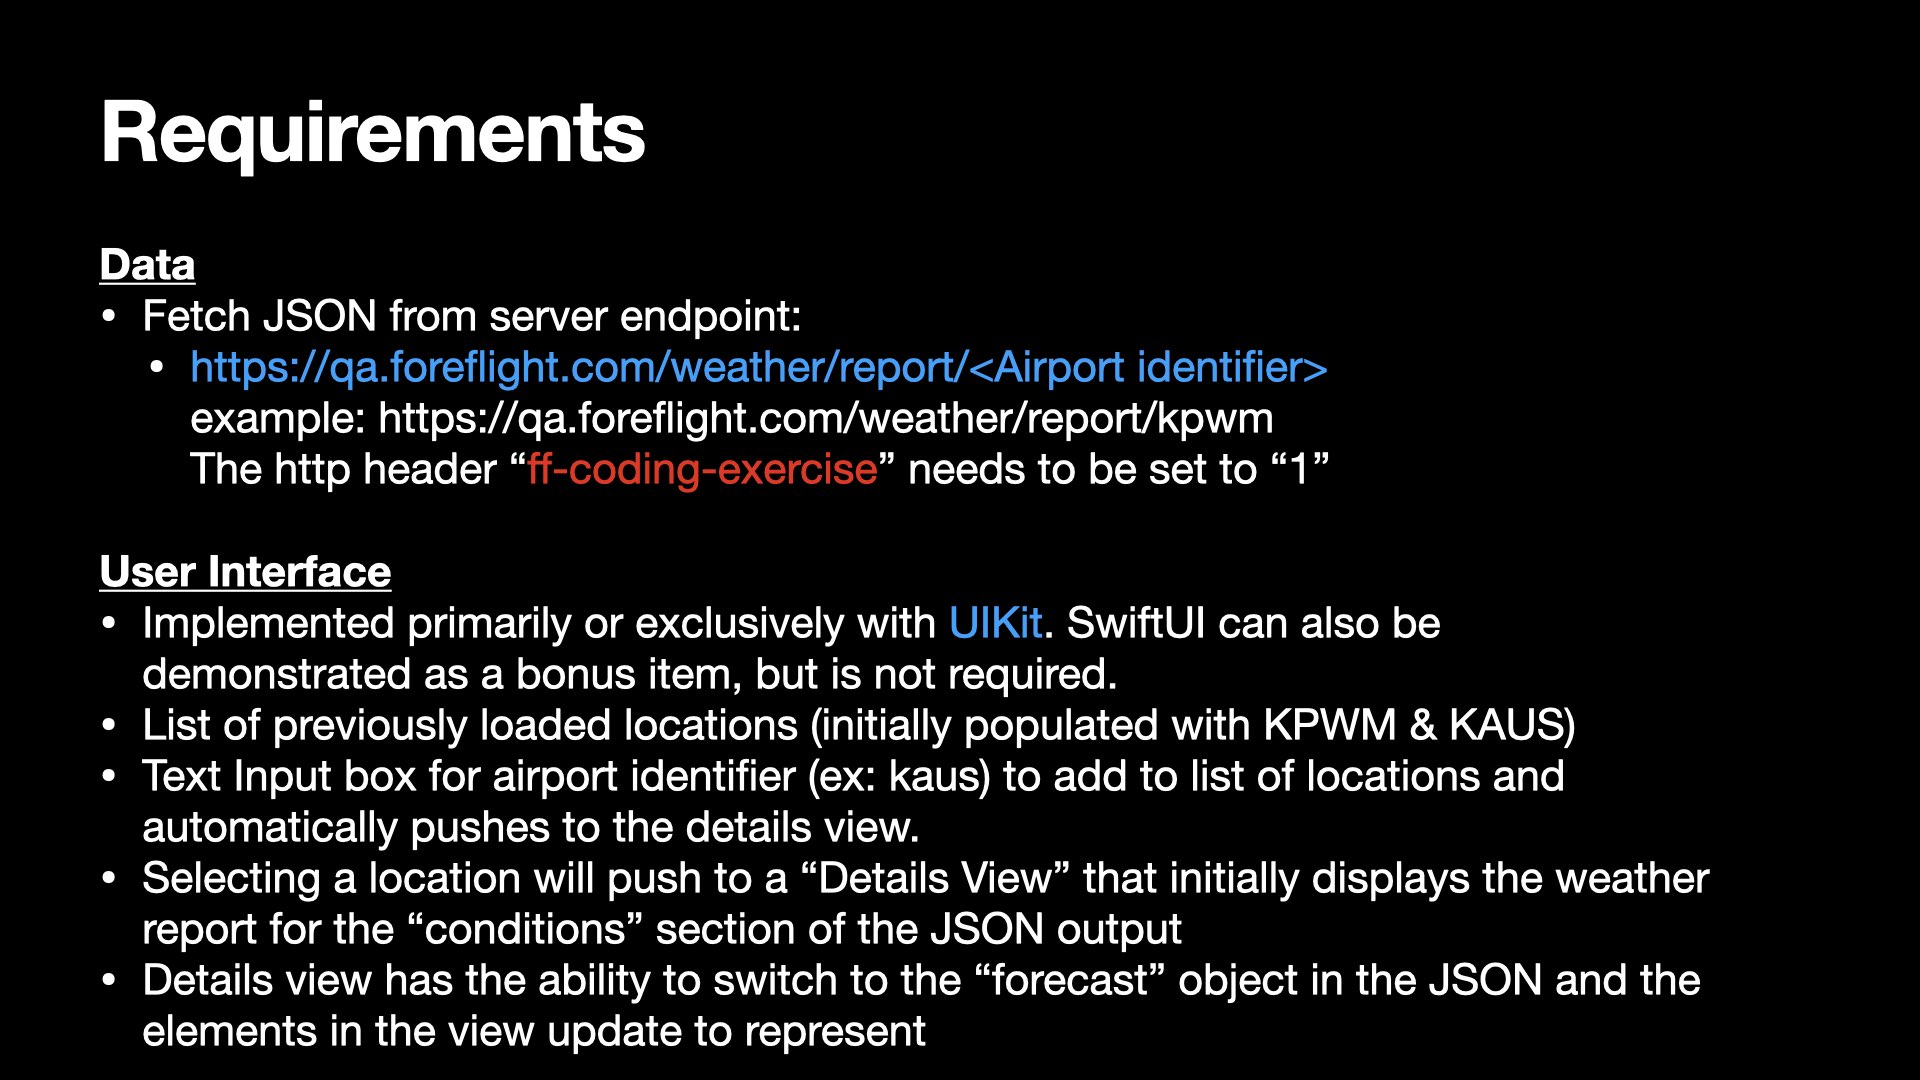 Requirements
Data
• Fetch JSON from server endpoint:
• https://qa.foreflight.com/weather/report/<Airport identifier>
example: https://qa.foreflight.com/weather/report/kpwm
The http header “ff-coding-exercise” needs to be set to “1”
User Interface
• Implemented primarily or exclusively with UIKit. SwiftUI can also be
demonstrated as a bonus item, but is not required.
• List of previously loaded locations (initially populated with KPWM & KAUS)
• Text Input box for airport identifier (ex: kaus) to add to list of locations and
automatically pushes to the details view.
• Selecting a location will push to a “Details View” that initially displays the weather
report for the “conditions” section of the JSON output
• Details view has the ability to switch to the “forecast” object in the JSON and the
elements in the view update to represent